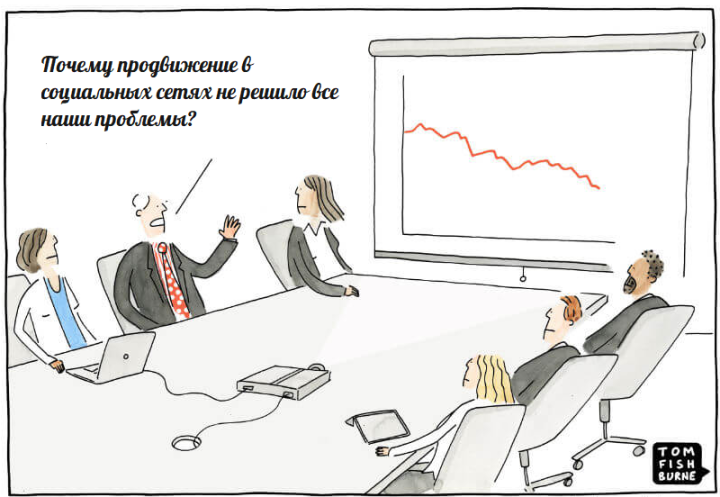 Почему продвижение в
социальных сетях не решило все
наши проблемы?
TOM
FISH
BURNE